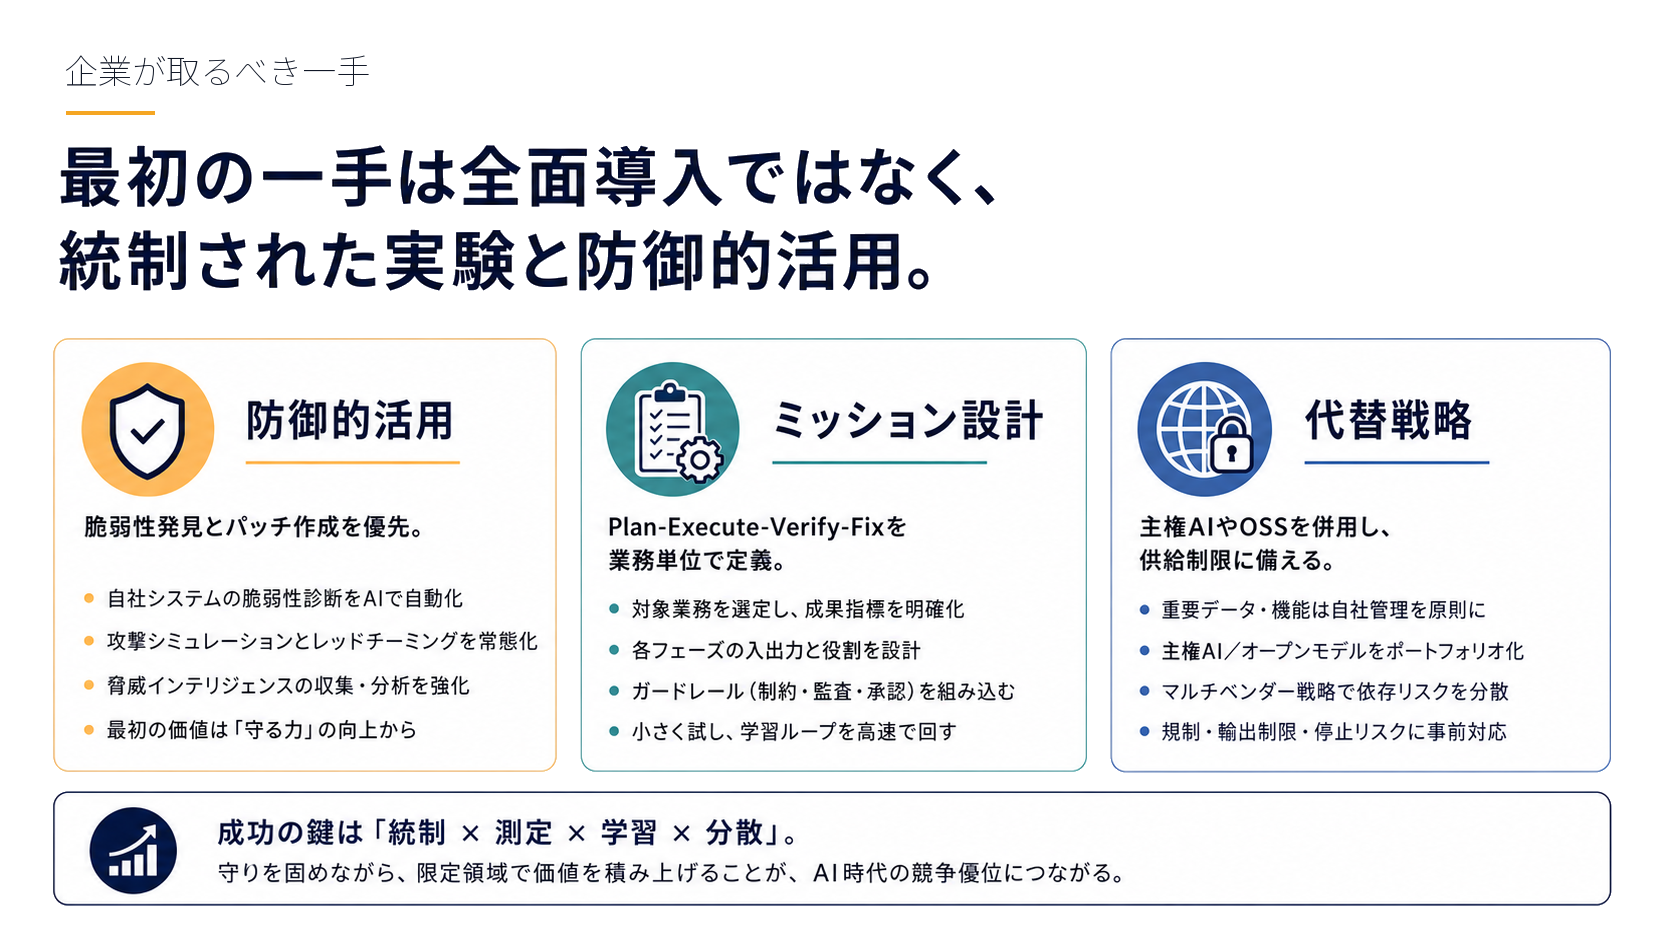 企業が取るべき一手
最初の一手は全面導入ではなく、
統制された実験と防御的活用。
防御的活用
脆弱性発見とパッチ作成を優先。
自社システムの脆弱性診断をAIで自動化
攻撃シミュレーションとレッドチーミングを常態化
脅威インテリジェンスの収集・分析を強化
最初の価値は「守る力」の向上から
ミッション設計
Plan-Execute-Verify-Fixを
業務単位で定義。
対象業務を選定し、成果指標を明確化
各フェーズの入出力と役割を設計
ガードレール（制約・監査・承認）を組み込む
小さく試し、学習ループを高速で回す
代替戦略
主権AIやOSSを併用し、
供給制限に備える。
重要データ・機能は自社管理を原則に
主権AI／オープンモデルをポートフォリオ化
マルチベンダー戦略で依存リスクを分散
規制・輸出制限・停止リスクに事前対応
成功の鍵は「統制 × 測定 × 学習 × 分散」。
守りを固めながら、限定領域で価値を積み上げることが、AI時代の競争優位につながる。